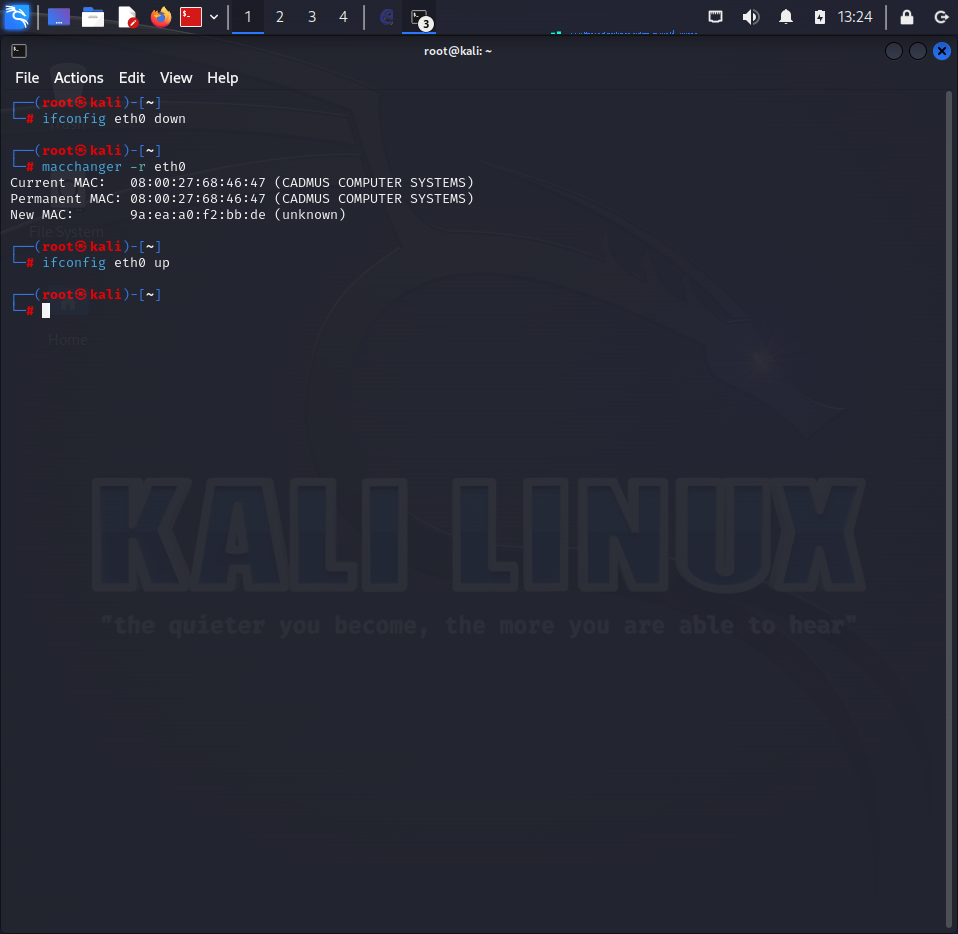 1 2 3 4 3 13:24
root@kali: ~
File Actions Edit View Help
┌──(root㉿kali)-[~]
└─# ifconfig eth0 down
┌──(root㉿kali)-[~]
└─# macchanger -r eth0
Current MAC:   08:00:27:68:46:47 (CADMUS COMPUTER SYSTEMS)
Permanent MAC: 08:00:27:68:46:47 (CADMUS COMPUTER SYSTEMS)
New MAC:       9a:ea:a0:f2:bb:de (unknown)
File System
┌──(root㉿kali)-[~]
└─# ifconfig eth0 up
┌──(root㉿kali)-[~]
└─#
Home
KALI LINUX
"the quieter you become, the more you are able to hear"